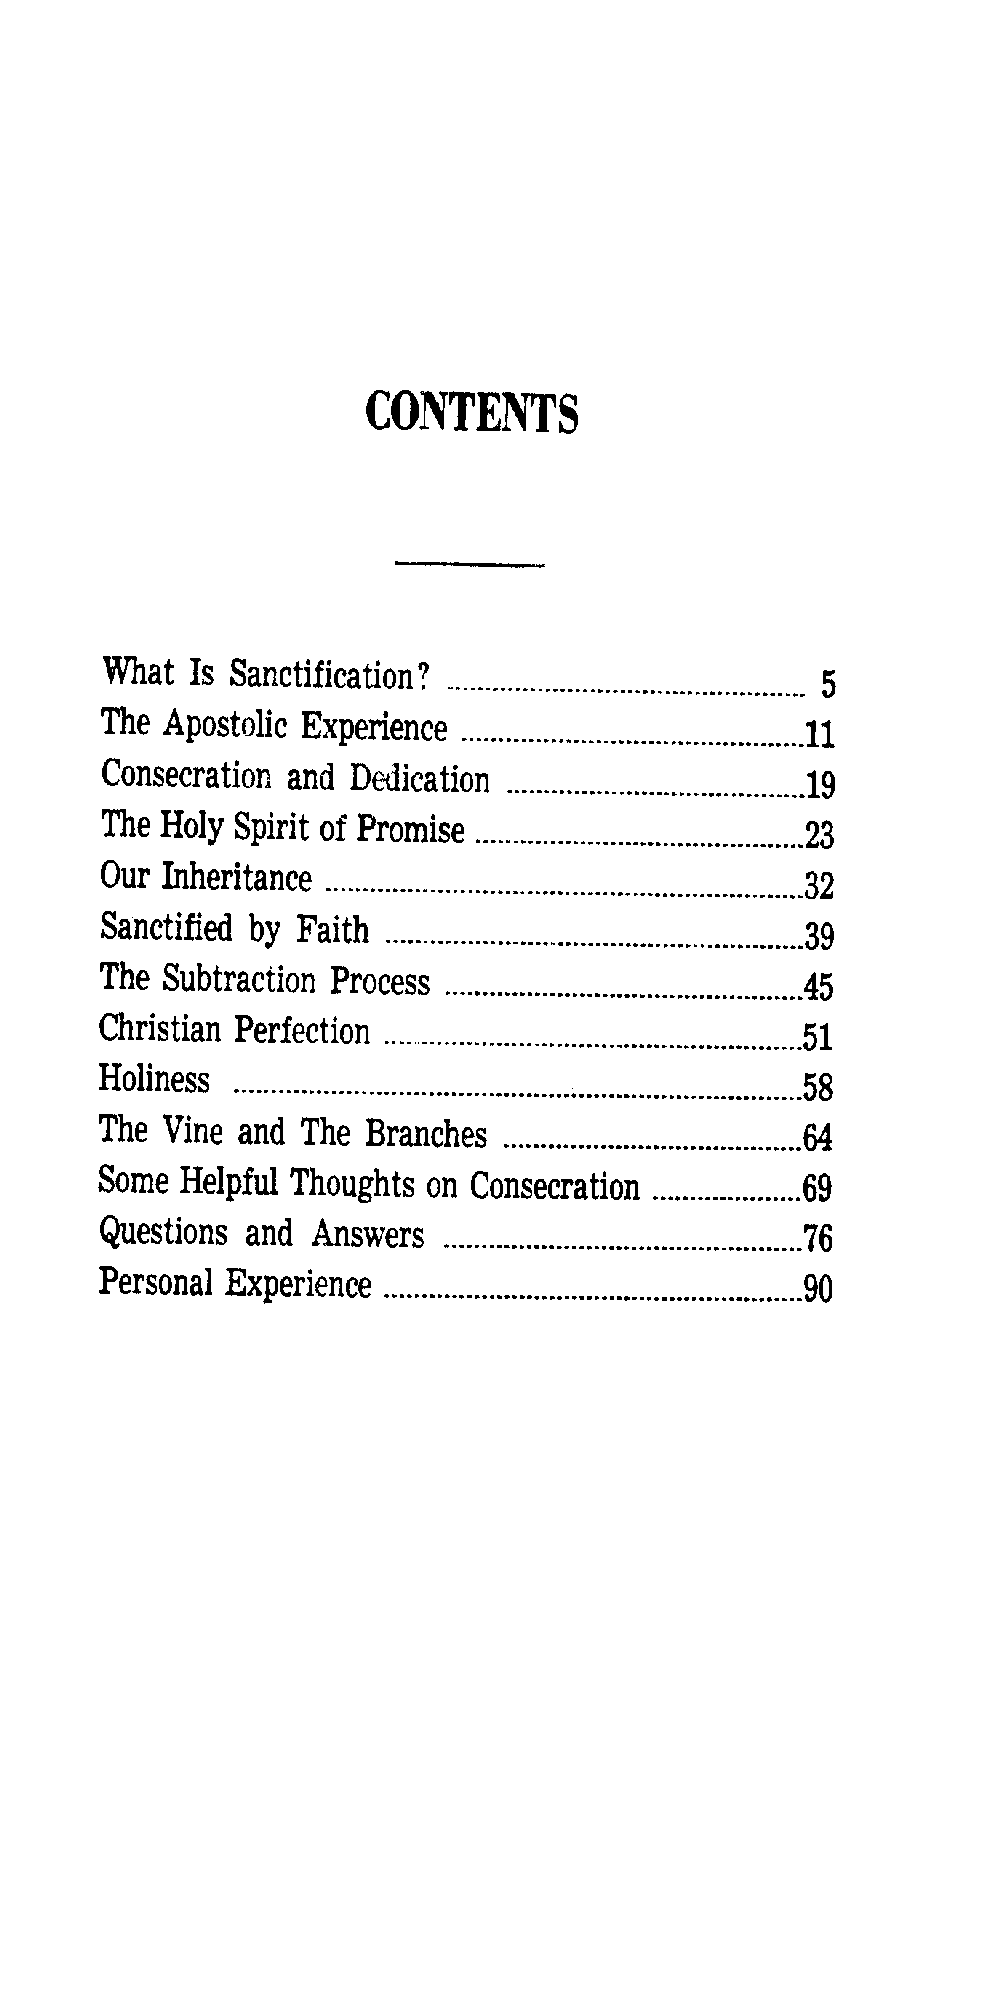 CONTENTS
What Is Sanctification? ........ 5
The Apostolic Experience ........11
Consecration and Dedication ........19
The Holy Spirit of Promise ........23
Our Inheritance ........32
Sanctified by Faith ........39
The Subtraction Process ........45
Christian Perfection ........51
Holiness ........58
The Vine and The Branches ........64
Some Helpful Thoughts on Consecration ........69
Questions and Answers ........76
Personal Experience ........90